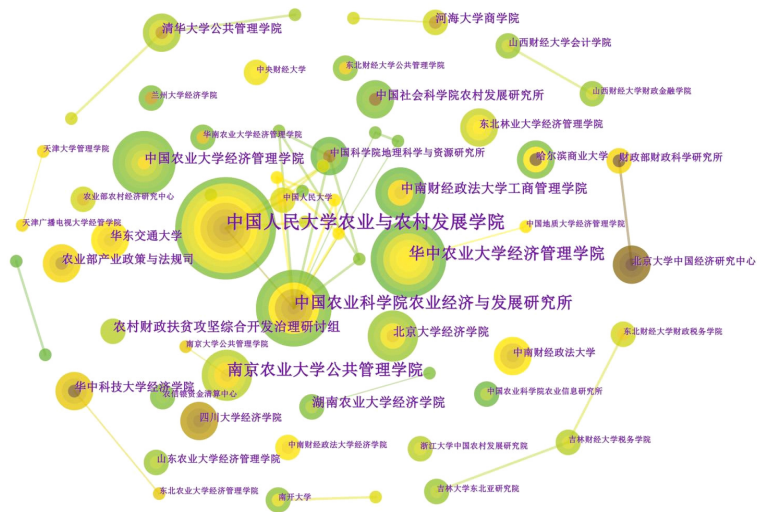 河海大学商学院
清华大学公共管理学院
山西财经大学会计学院
东北财经大学公共管理学院
中央财经大学
山西财经大学财政金融学院
兰州大学经济学院
中国社会科学院农村发展研究所
东北林业大学经济管理学院
华南农业大学经济管理学院
天津大学管理学院
中国农业大学经济管理学院
中国科学院地理科学与资源研究所
哈尔滨商业大学
财政部财政科学研究所
中南财经政法大学工商管理学院
农业部农村经济研究中心
中国人民大学
天津广播电视大学经管学院
中国人民大学农业与农村发展学院
中国地质大学经济管理学院
华东交通大学
华中农业大学经济管理学院
农业部产业政策与法规司
北京大学中国经济研究中心
中国农业科学院农业经济与发展研究所
农村财政扶贫攻坚综合开发治理研讨组
北京大学经济学院
东北财经大学财政税务学院
南京大学公共管理学院
中南财经政法大学
南京农业大学公共管理学院
华中科技大学经济学院
农信银资金清算中心
中国农业科学院农业信息研究所
湖南农业大学经济学院
四川大学经济学院
吉林财经大学税务学院
中南财经政法大学经济学院
浙江大学中国农村发展研究院
山东农业大学经济管理学院
吉林大学东北亚研究院
东北农业大学经济管理学院
南开大学